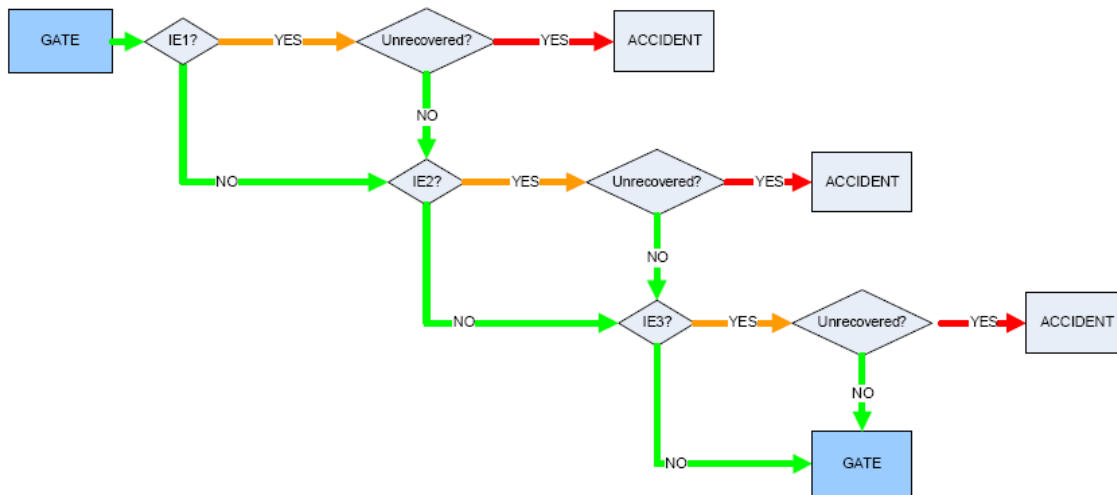 GATE
IE1?
YES
Unrecovered?
YES
ACCIDENT
NO
NO
IE2?
YES
Unrecovered?
YES
ACCIDENT
NO
NO
IE3?
YES
Unrecovered?
YES
ACCIDENT
NO
NO
GATE